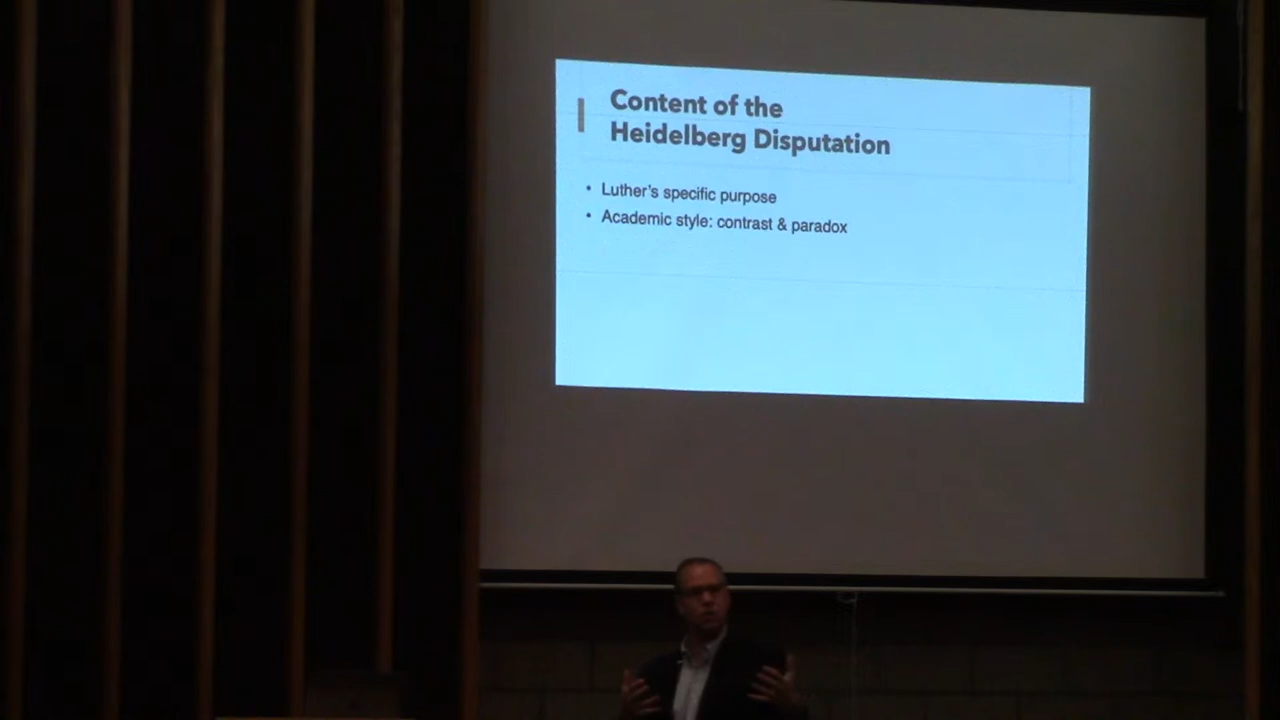 Content of the
Heidelberg Disputation
• Luther's specific purpose
• Academic style: contrast & paradox